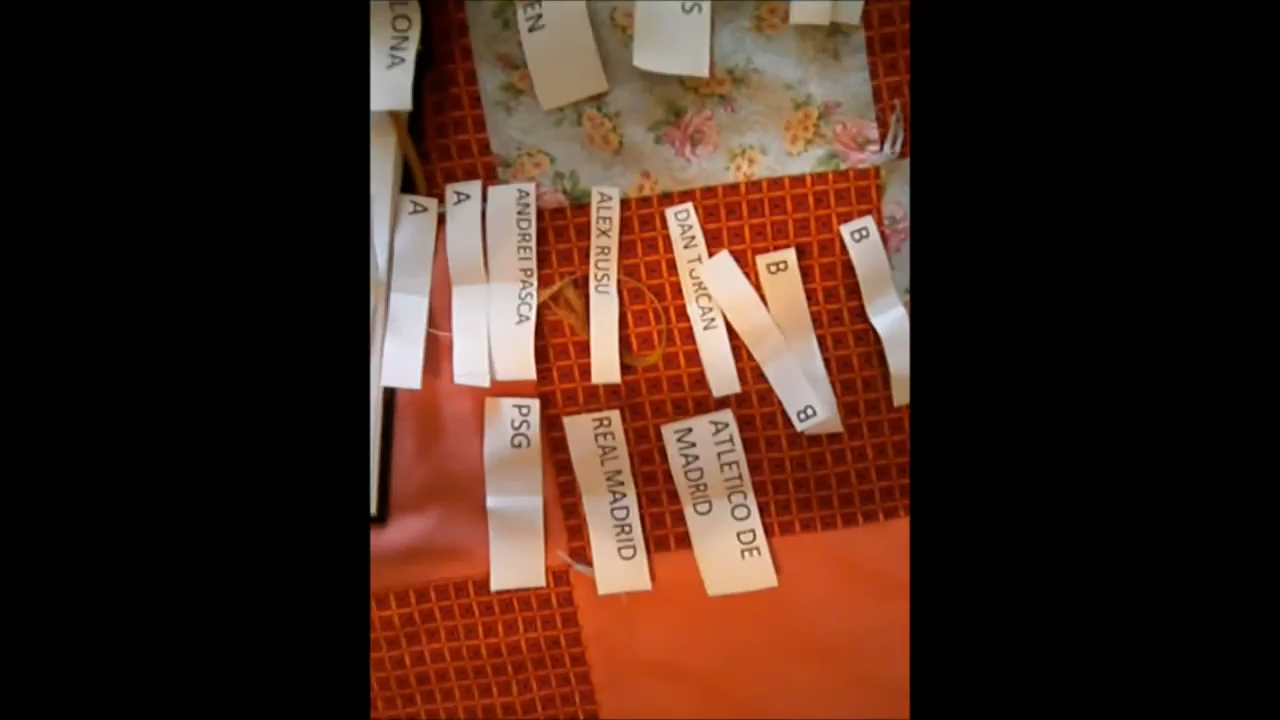 LONA
EN
S
A
A
ANDREI PASCA
ALEX RUSU
DAN TURCAN
B
B
B
PSG
REAL MADRID
ATLETICO DE
MADRID